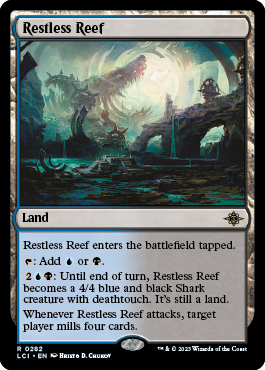 Restless Reef
Land
Restless Reef enters the battlefield tapped.
: Add or .
2 : Until end of turn, Restless Reef
becomes a 4/4 blue and black Shark
creature with deathtouch. It's still a land.
Whenever Restless Reef attacks, target
player mills four cards.
R 0282
LCI • EN Hristo D. Chukov
™ & © 2023 Wizards of the Coast